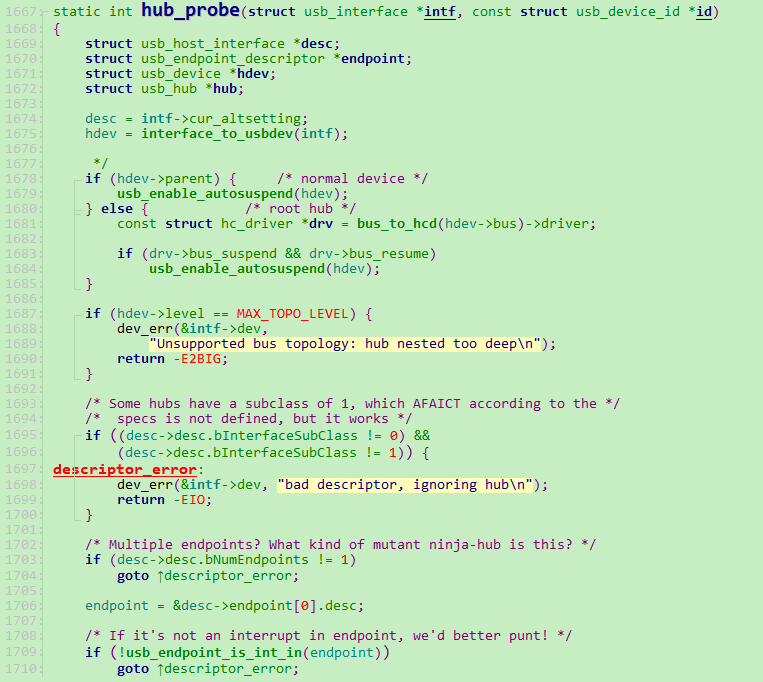 1667: static int hub_probe(struct usb_interface *intf, const struct usb_device_id *id)
1668: {
1669:     struct usb_host_interface *desc;
1670:     struct usb_endpoint_descriptor *endpoint;
1671:     struct usb_device *hdev;
1672:     struct usb_hub *hub;
1673:
1674:     desc = intf->cur_altsetting;
1675:     hdev = interface_to_usbdev(intf);
1676:
1677:      */
1678:     if (hdev->parent) {     /* normal device */
1679:         usb_enable_autosuspend(hdev);
1680:     } else {            /* root hub */
1681:         const struct hc_driver *drv = bus_to_hcd(hdev->bus)->driver;
1682:
1683:         if (drv->bus_suspend && drv->bus_resume)
1684:             usb_enable_autosuspend(hdev);
1685:     }
1686:
1687:     if (hdev->level == MAX_TOPO_LEVEL) {
1688:         dev_err(&intf->dev,
1689:             "Unsupported bus topology: hub nested too deep\n");
1690:         return -E2BIG;
1691:     }
1692:
1693:     /* Some hubs have a subclass of 1, which AFAICT according to the */
1694:     /*  specs is not defined, but it works */
1695:     if ((desc->desc.bInterfaceSubClass != 0) &&
1696:         (desc->desc.bInterfaceSubClass != 1)) {
1697: descriptor_error:
1698:         dev_err(&intf->dev, "bad descriptor, ignoring hub\n");
1699:         return -EIO;
1700:     }
1701:
1702:     /* Multiple endpoints? What kind of mutant ninja-hub is this? */
1703:     if (desc->desc.bNumEndpoints != 1)
1704:         goto ↑descriptor_error;
1705:
1706:     endpoint = &desc->endpoint[0].desc;
1707:
1708:     /* If it's not an interrupt in endpoint, we'd better punt! */
1709:     if (!usb_endpoint_is_int_in(endpoint))
1710:         goto ↑descriptor_error;